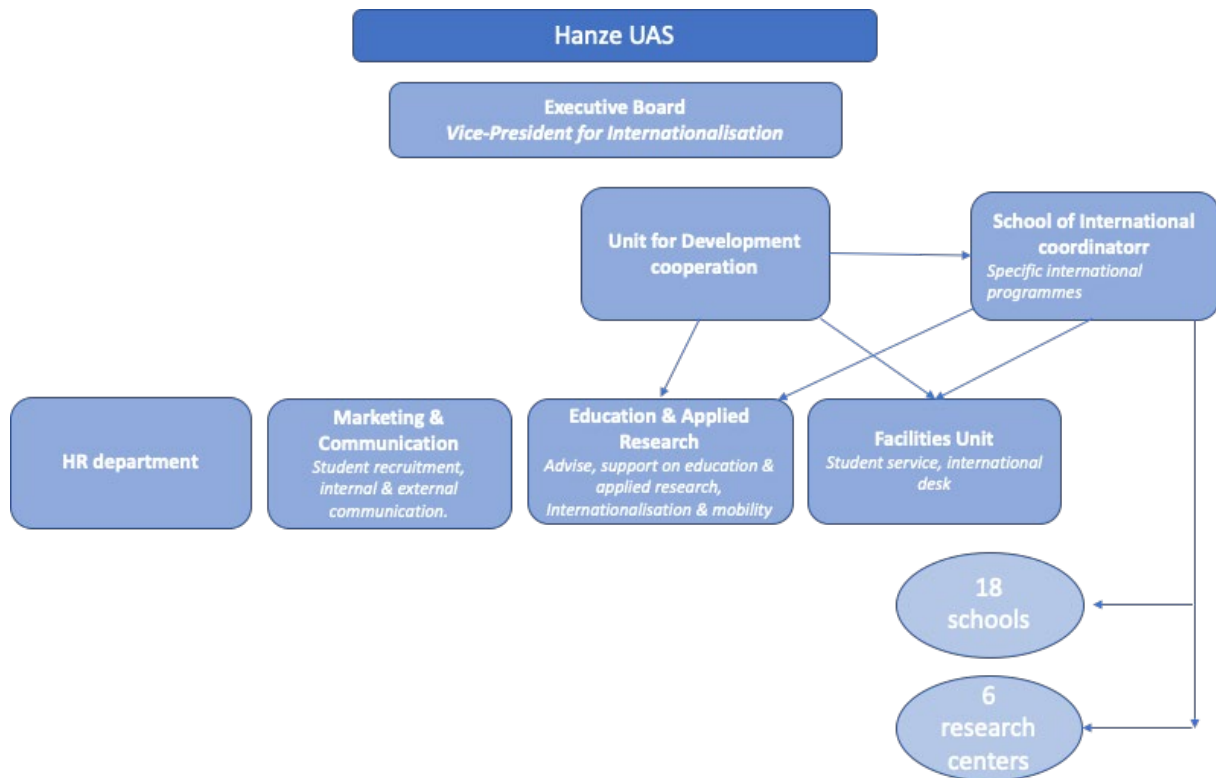 Hanze UAS
Executive Board
Vice-President for Internationalisation
Unit for Development
cooperation
School of International
coordinatorr
Specific international
programmes
HR department
Marketing &
Communication
Student recruitment,
internal & external
communication.
Education & Applied
Research
Advise, support on education &
applied research,
Internationalisation & mobility
Facilities Unit
Student service, international
desk
18
schools
6
research
centers